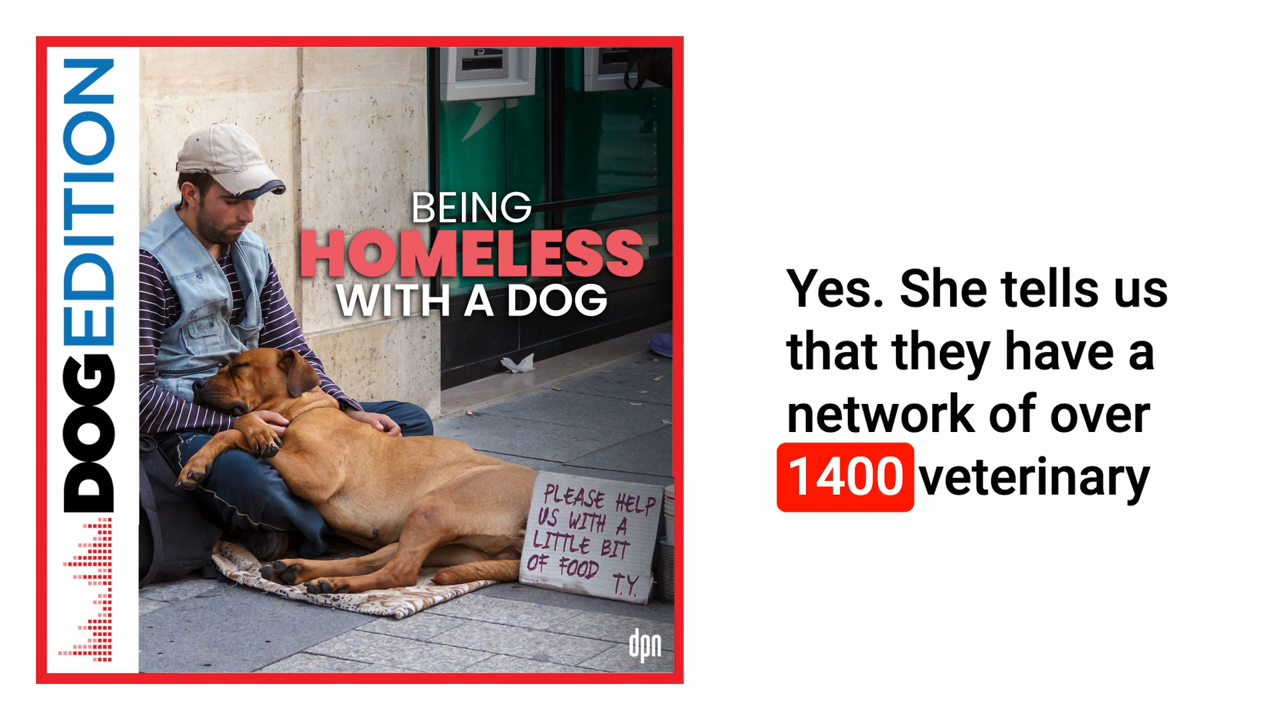 DOGEDITION
BEING
HOMELESS
WITH A DOG
PLEASE HELP
US WITH A
LITTLE BIT
OF FOOD T.Y.
dpn
Yes. She tells us
that they have a
network of over
1400 veterinary